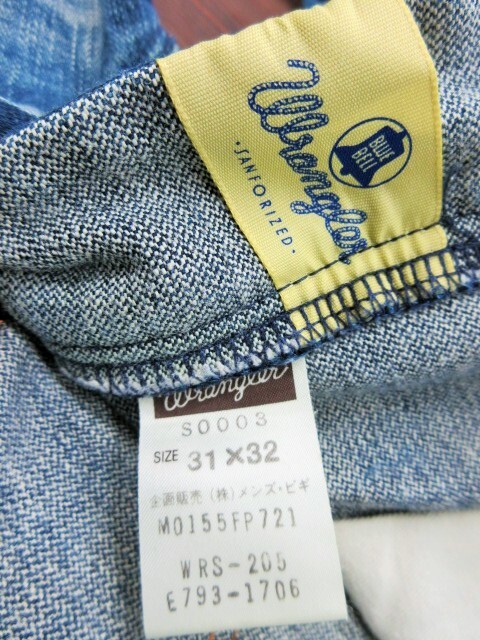 Wrangler
BLUE
BELL
•SANFORIZED•
Wrangler
S0003
SIZE 31×32
企画販売 (株)メンズ・ビギ
M0155FP721
WRS-205
E793-1706